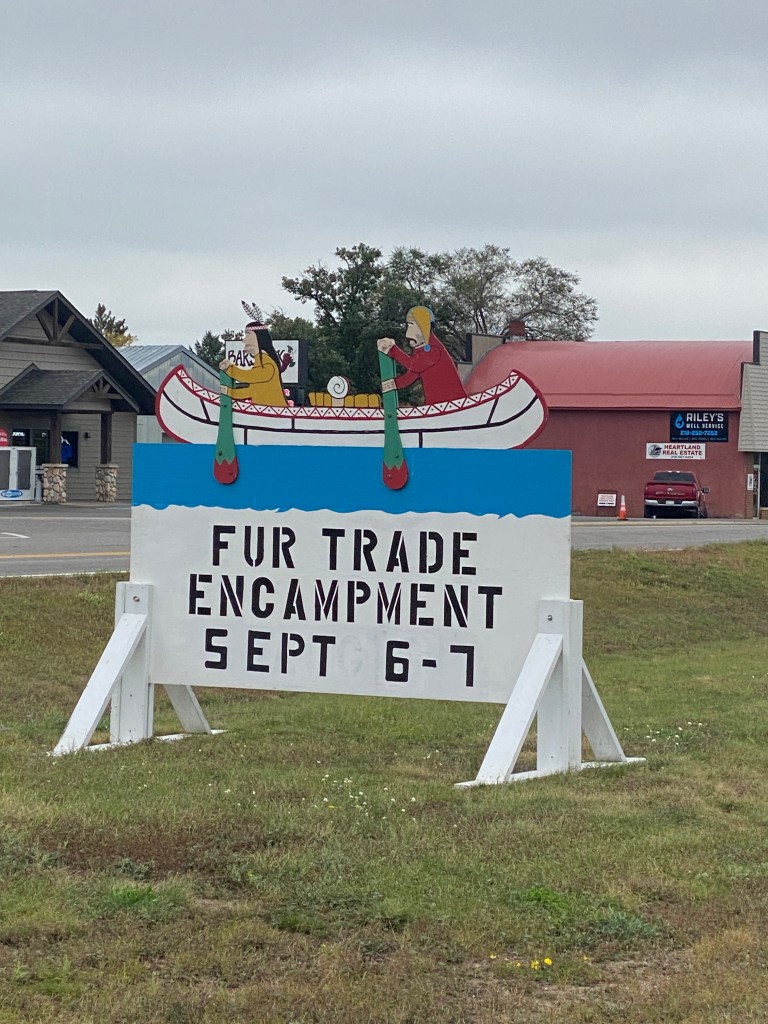 FUR TRADE
ENCAMPMENT
SEPT 6-7
RILEY'S
WELL SERVICE
HEARTLAND
REAL ESTATE